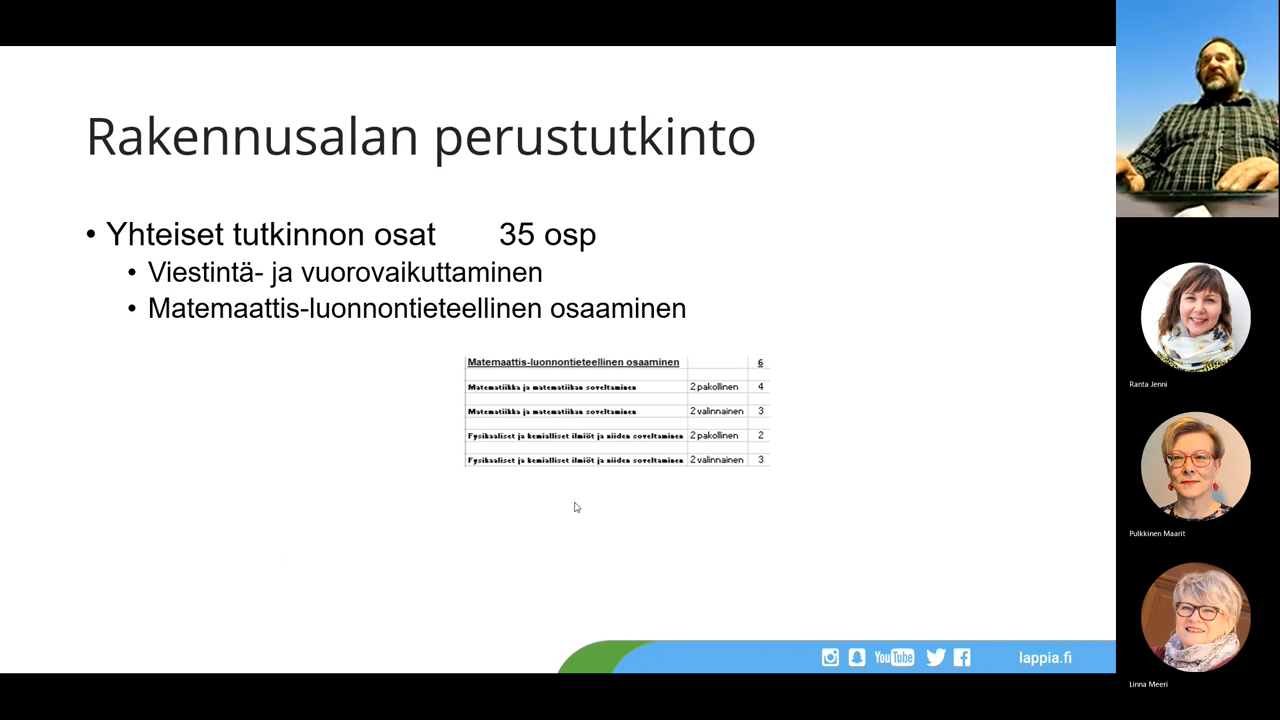 Rakennusalan perustutkinto
• Yhteiset tutkinnon osat 35 osp
• Viestintä- ja vuorovaikuttaminen
• Matemaattis-luonnontieteellinen osaaminen
Matemaattis-luonnontieteellinen osaaminen 6
Matematiikka ja matematiikan soveltaminen 2 pakollinen 4
Matematiikka ja matematiikan soveltaminen 2 valinnainen 3
Fysikaaliset ja kemialliset ilmiöt ja niiden soveltaminen 2 pakollinen 2
Fysikaaliset ja kemialliset ilmiöt ja niiden soveltaminen 2 valinnainen 3
YouTube lappia.fi
Ranta Jenni
Pulkkinen Maarit
Linna Meeri